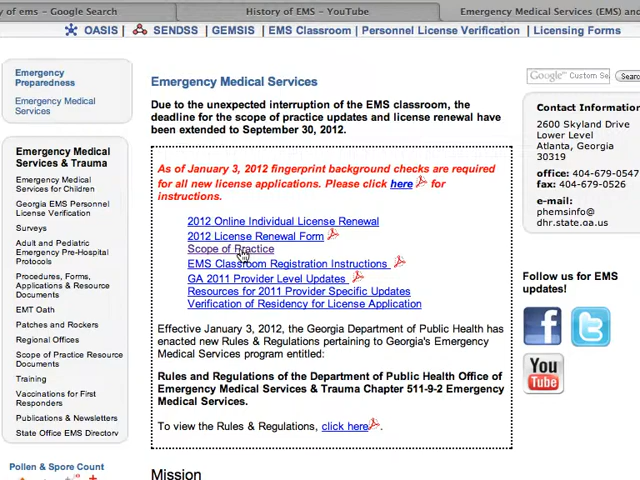 y of ems - Google Search
History of EMS - YouTube
Emergency Medical Services (EMS) an
OASIS | SENDSS | GEMSIS | EMS Classroom | Personnel License Verification | Licensing Forms
Emergency
Preparedness
Emergency Medical
Services
Emergency Medical
Services & Trauma
Emergency Medical
Services for Children
Georgia EMS Personnel
License Verification
Surveys
Adult and Pediatric
Emergency Pre-Hospital
Protocols
Procedures, Forms,
Applications & Resource
Documents
EMT Oath
Patches and Rockers
Regional Offices
Scope of Practice Resource
Documents
Training
Vaccinations for First
Responders
Publications & Newsletters
State Office EMS Directory
Pollen & Spore Count
Emergency Medical Services
Due to the unexpected interruption of the EMS classroom, the
deadline for the scope of practice updates and license renewal have
been extended to September 30, 2012.
As of January 3, 2012 fingerprint background checks are required
for all new license applications. Please click here for
instructions.
2012 Online Individual License Renewal
2012 License Renewal Form
Scope of Practice
EMS Classroom Registration Instructions
GA 2011 Provider Level Updates
Resources for 2011 Provider Specific Updates
Verification of Residency for License Application
Effective January 3, 2012, the Georgia Department of Public Health has
enacted new Rules & Regulations pertaining to Georgia's Emergency
Medical Services program entitled:
Rules and Regulations of the Department of Public Health Office of
Emergency Medical Services & Trauma Chapter 511-9-2 Emergency
Medical Services.
To view the Rules & Regulations, click here.
Mission
Google Custom Se
Searc
Contact Information
2600 Skyland Drive
Lower Level
Atlanta, Georgia
30319
office: 404-679-0547
fax: 404-679-0526
e-mail:
phemsinfo@
dhr.state.ga.us
Follow us for EMS
updates!
f
t
You
Tube